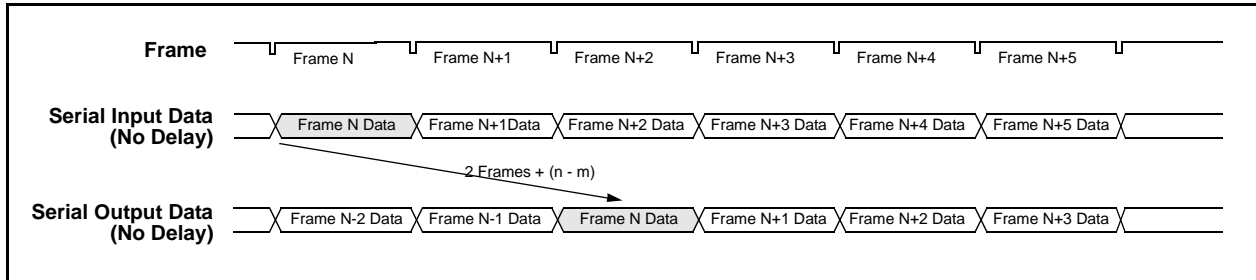 Frame
Frame N
Frame N+1
Frame N+2
Frame N+3
Frame N+4
Frame N+5
Serial Input Data
(No Delay)
Frame N Data
Frame N+1Data
Frame N+2 Data
Frame N+3 Data
Frame N+4 Data
Frame N+5 Data
2 Frames + (n - m)
Serial Output Data
(No Delay)
Frame N-2 Data
Frame N-1 Data
Frame N Data
Frame N+1 Data
Frame N+2 Data
Frame N+3 Data